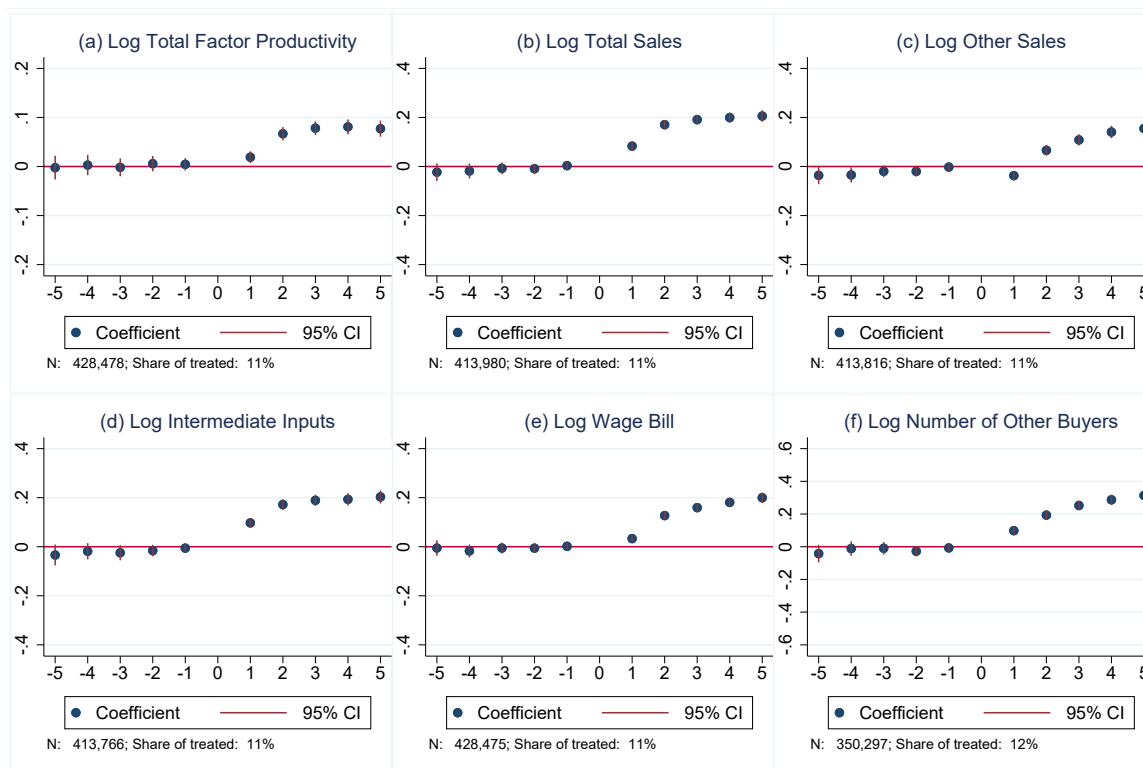 (a) Log Total Factor Productivity
.2
.1
0
-.1
-.2
-5 -4 -3 -2 -1 0 1 2 3 4 5
Coefficient 95% CI
N: 428,478; Share of treated: 11%
(b) Log Total Sales
.4
.2
0
-.2
-.4
-5 -4 -3 -2 -1 0 1 2 3 4 5
Coefficient 95% CI
N: 413,980; Share of treated: 11%
(c) Log Other Sales
.4
.2
0
-.2
-.4
-5 -4 -3 -2 -1 0 1 2 3 4 5
Coefficient 95% CI
N: 413,816; Share of treated: 11%
(d) Log Intermediate Inputs
.4
.2
0
-.2
-.4
-5 -4 -3 -2 -1 0 1 2 3 4 5
Coefficient 95% CI
N: 413,766; Share of treated: 11%
(e) Log Wage Bill
.4
.2
0
-.2
-.4
-5 -4 -3 -2 -1 0 1 2 3 4 5
Coefficient 95% CI
N: 428,475; Share of treated: 11%
(f) Log Number of Other Buyers
.6
.4
.2
0
-.2
-.4
-.6
-5 -4 -3 -2 -1 0 1 2 3 4 5
Coefficient 95% CI
N: 350,297; Share of treated: 12%